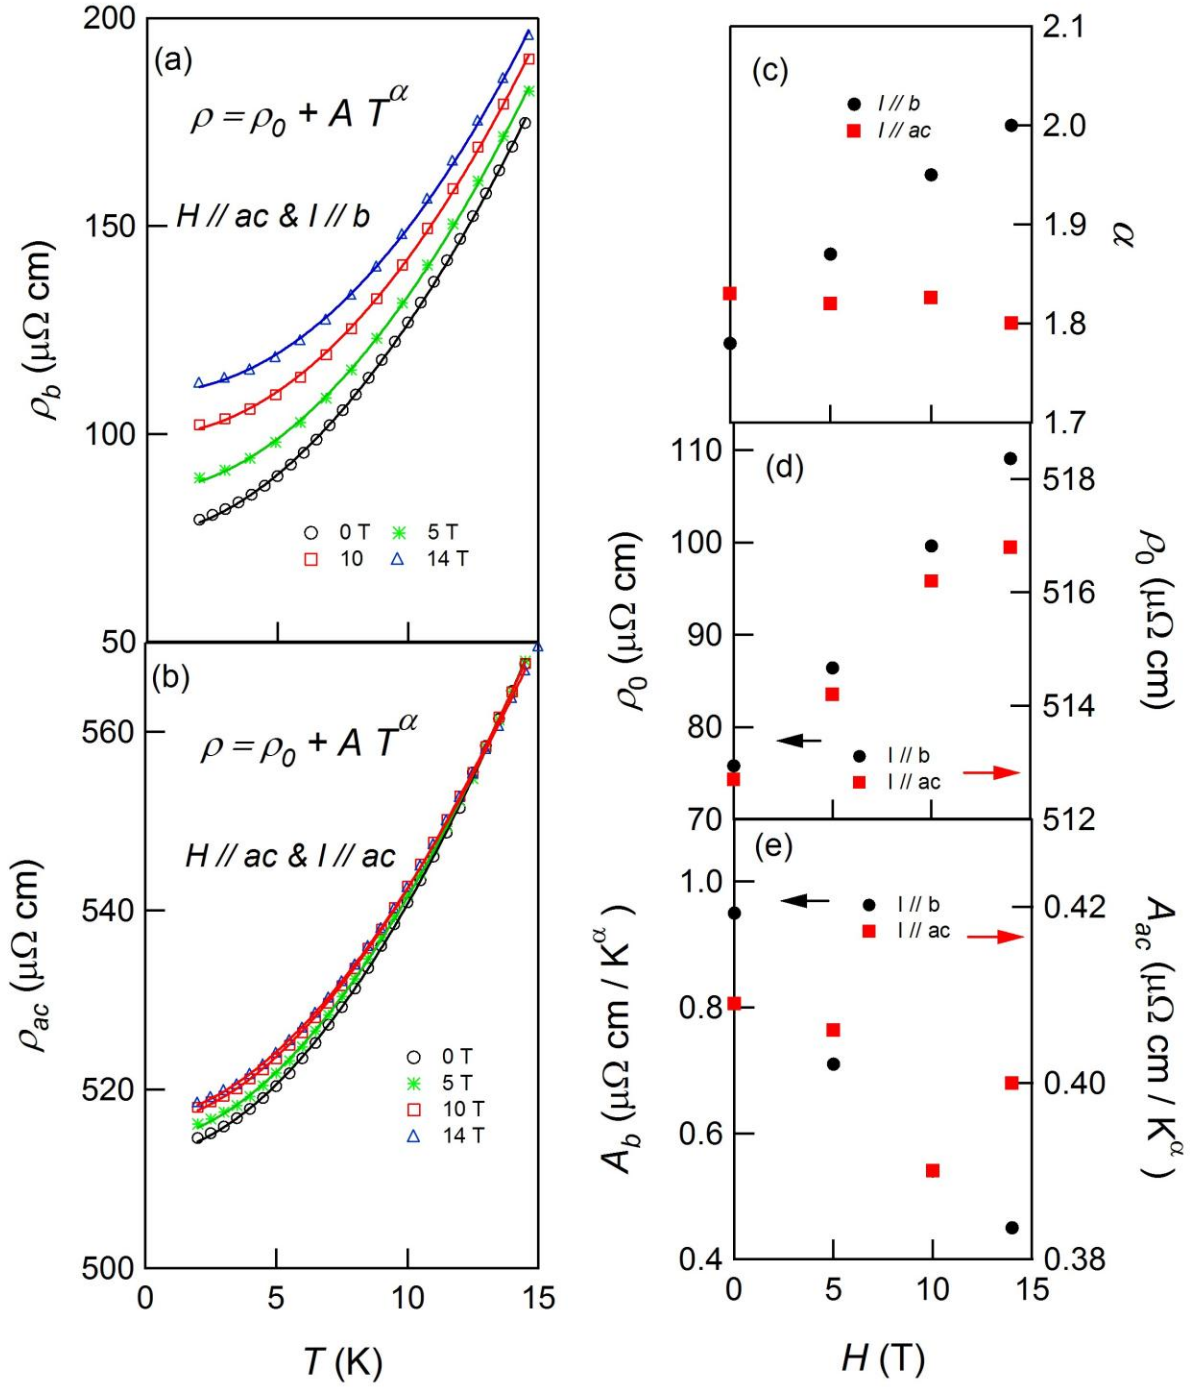 200
(a)
ρ = ρ₀ + A T^α
H // ac & I // b
150
100
50
ρ_b (μΩ cm)
0 T
5 T
10
14 T
(b)
ρ = ρ₀ + A T^α
H // ac & I // ac
560
540
520
500
ρ_ac (μΩ cm)
0 T
5 T
10 T
14 T
0 5 10 15
T (K)
(c)
I // b
I // ac
2.1
2.0
1.9
1.8
1.7
α
(d)
110
100
90
80
70
ρ₀ (μΩ cm)
I // b
I // ac
518
516
514
512
ρ₀ (μΩ cm)
(e)
1.0
0.8
0.6
0.4
A_b (μΩ cm / K^α)
I // b
I // ac
0.42
0.40
0.38
A_ac (μΩ cm / K^α)
0 5 10 15
H (T)